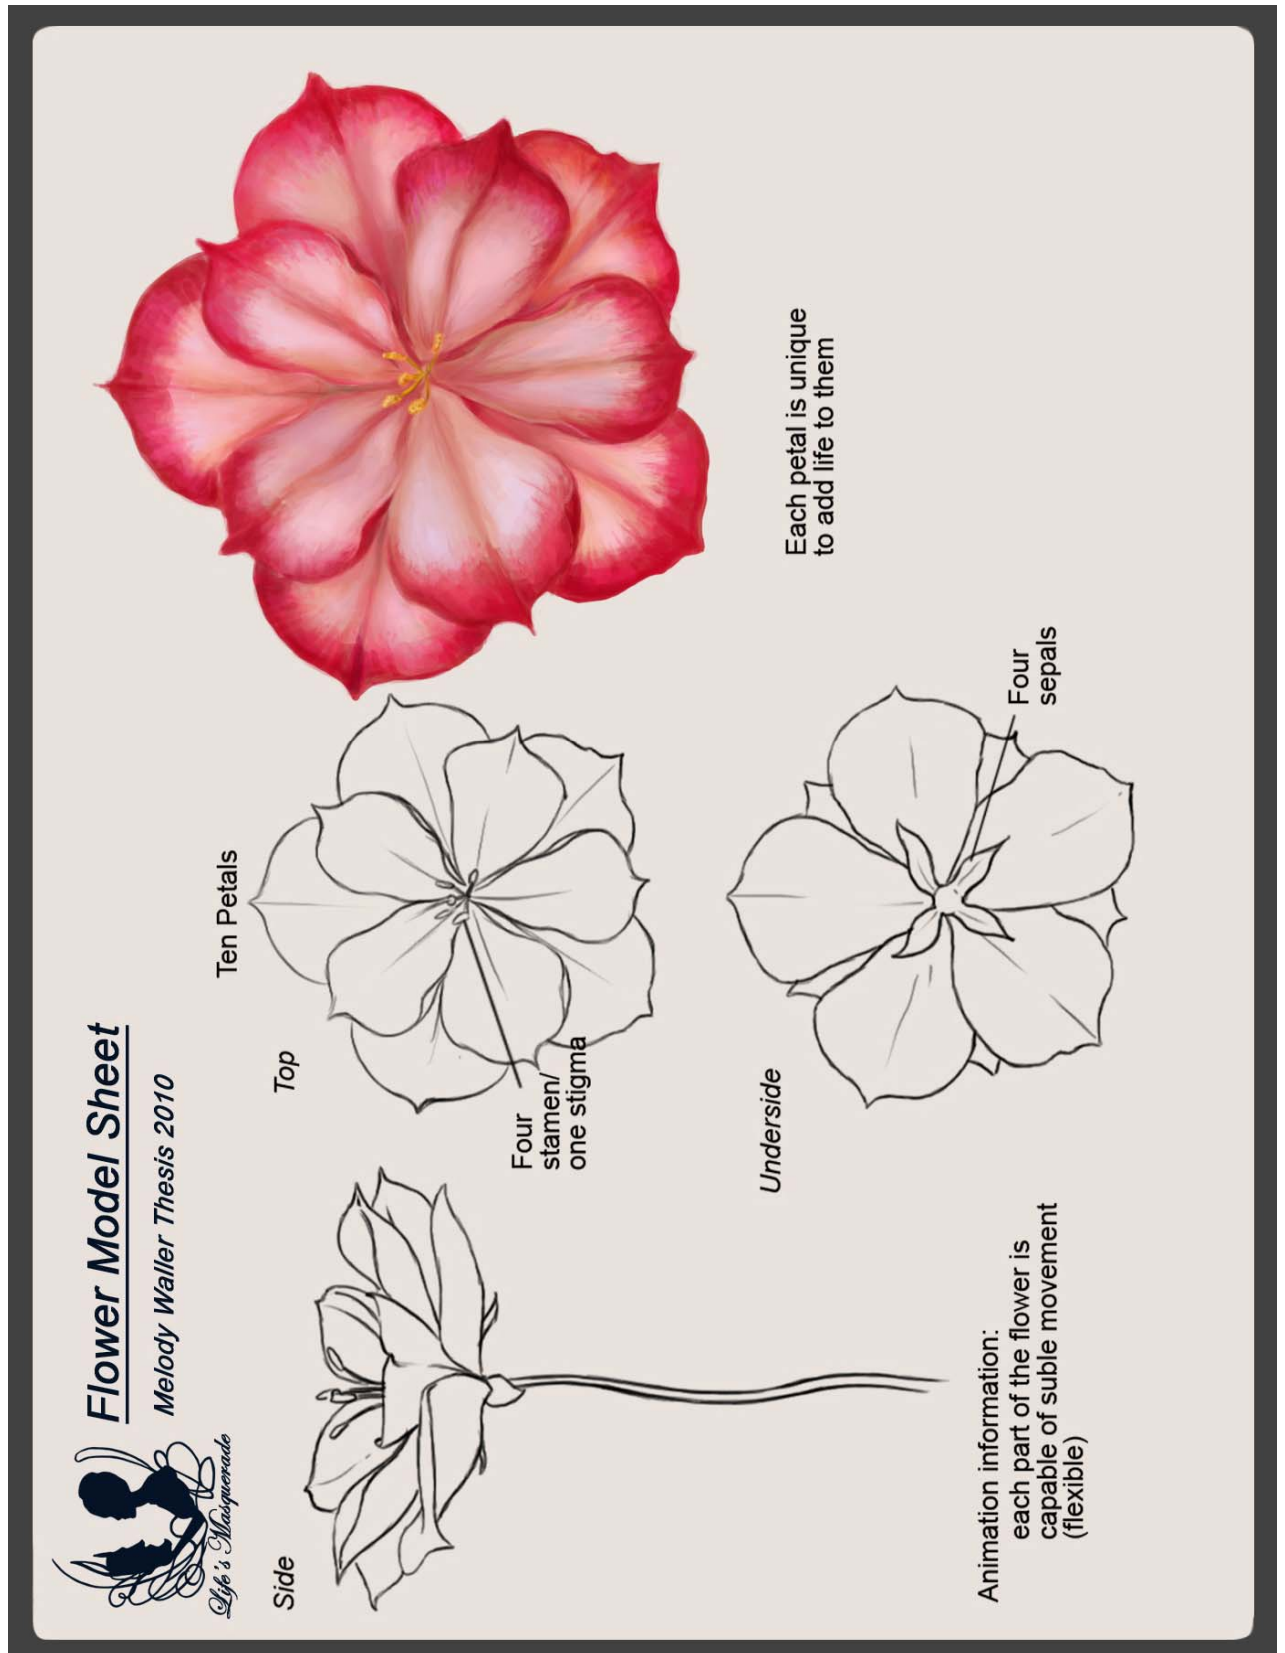 Flower Model Sheet
Melody Waller Thesis 2010
Life's Masquerade
Side
Top
Ten Petals
Four
stamen/
one stigma
Each petal is unique
to add life to them
Underside
Four
sepals
Animation information:
each part of the flower is
capable of suble movement
(flexible)